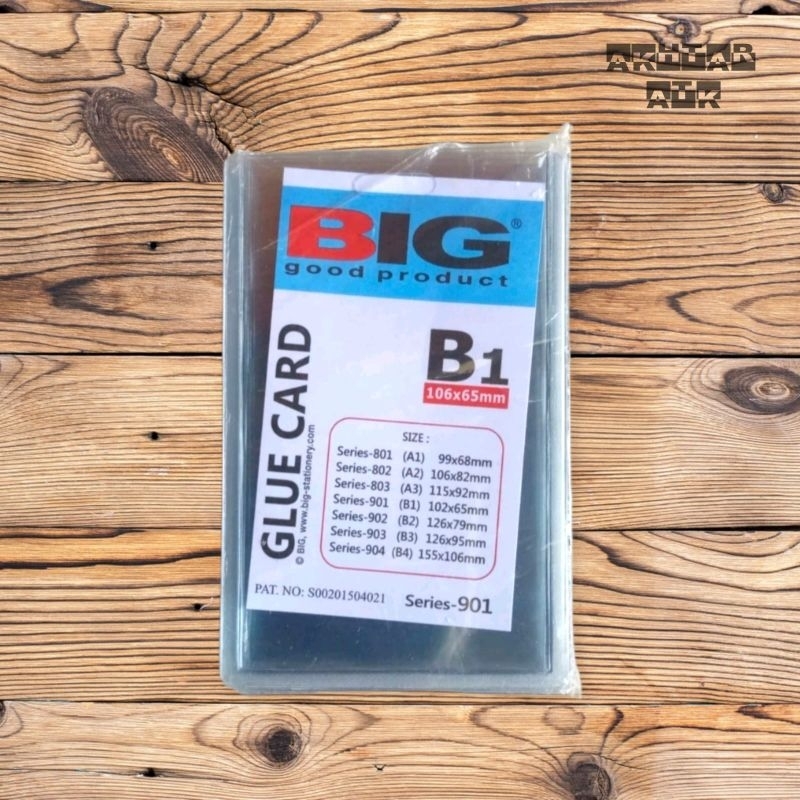 AKHTAR
ATK
BIG®
good product
B1
106x65mm
GLUE CARD
© BIG, www.big-stationery.com
SIZE :
Series-801 (A1) 99x68mm
Series-802 (A2) 106x82mm
Series-803 (A3) 115x92mm
Series-901 (B1) 102x65mm
Series-902 (B2) 126x79mm
Series-903 (B3) 126x95mm
Series-904 (B4) 155x106mm
PAT. NO: S00201504021
Series-901